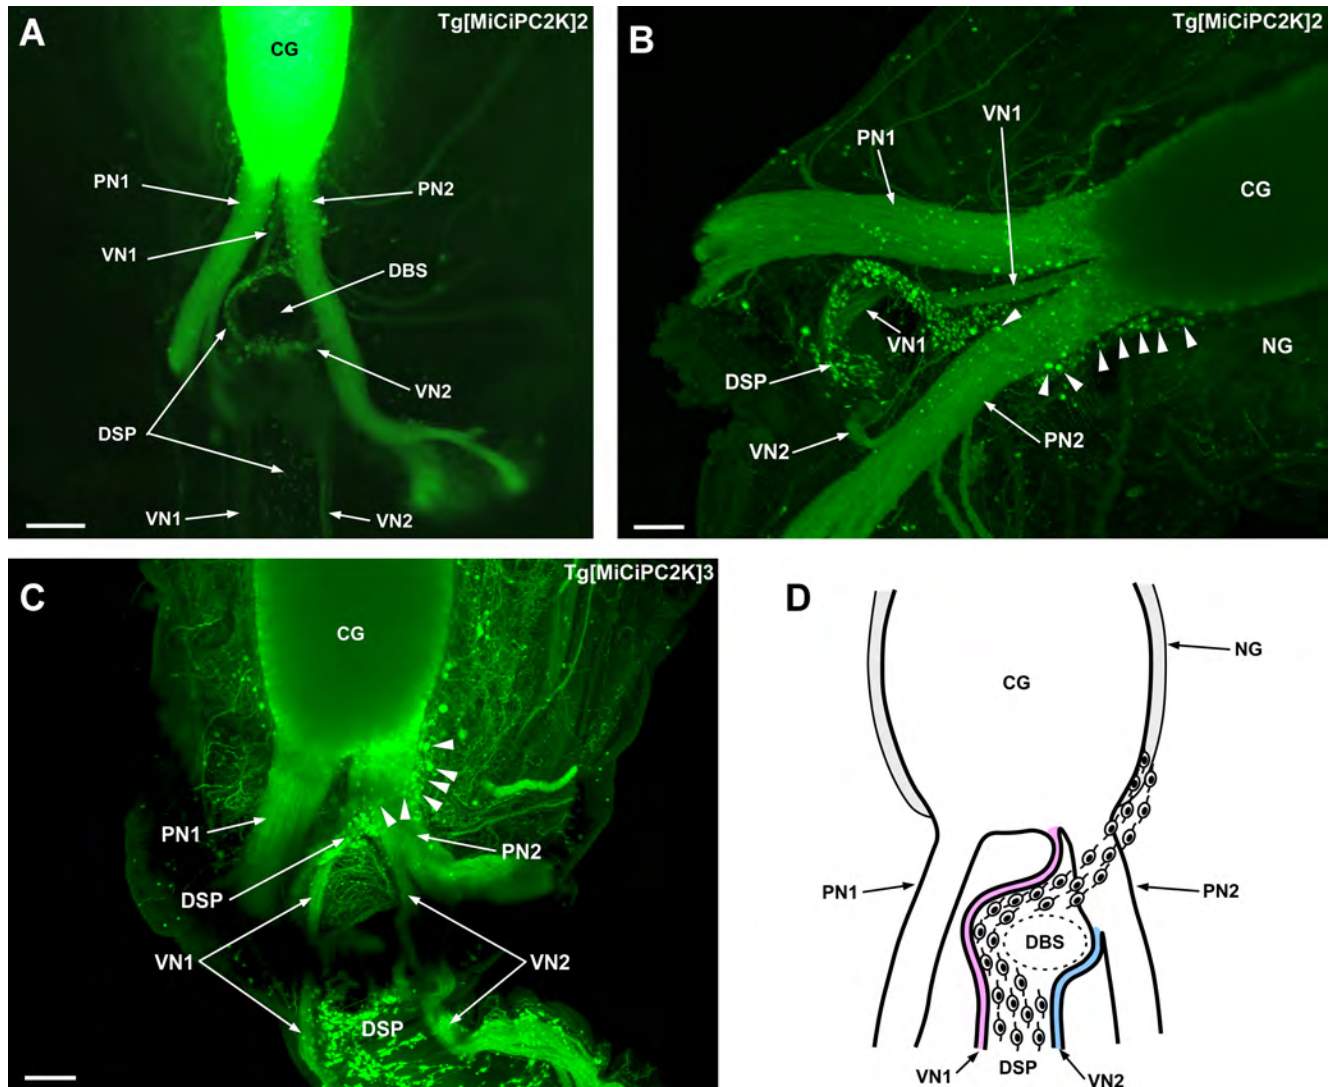 A
Tg[MiCiPC2K]2
CG
PN1
PN2
VN1
DBS
VN2
DSP
VN1
VN2
B
Tg[MiCiPC2K]2
VN1
PN1
CG
VN1
DSP
NG
VN2
PN2
C
Tg[MiCiPC2K]3
CG
PN1
PN2
DSP
VN1
VN2
DSP
D
NG
CG
PN1
PN2
DBS
VN1
DSP
VN2